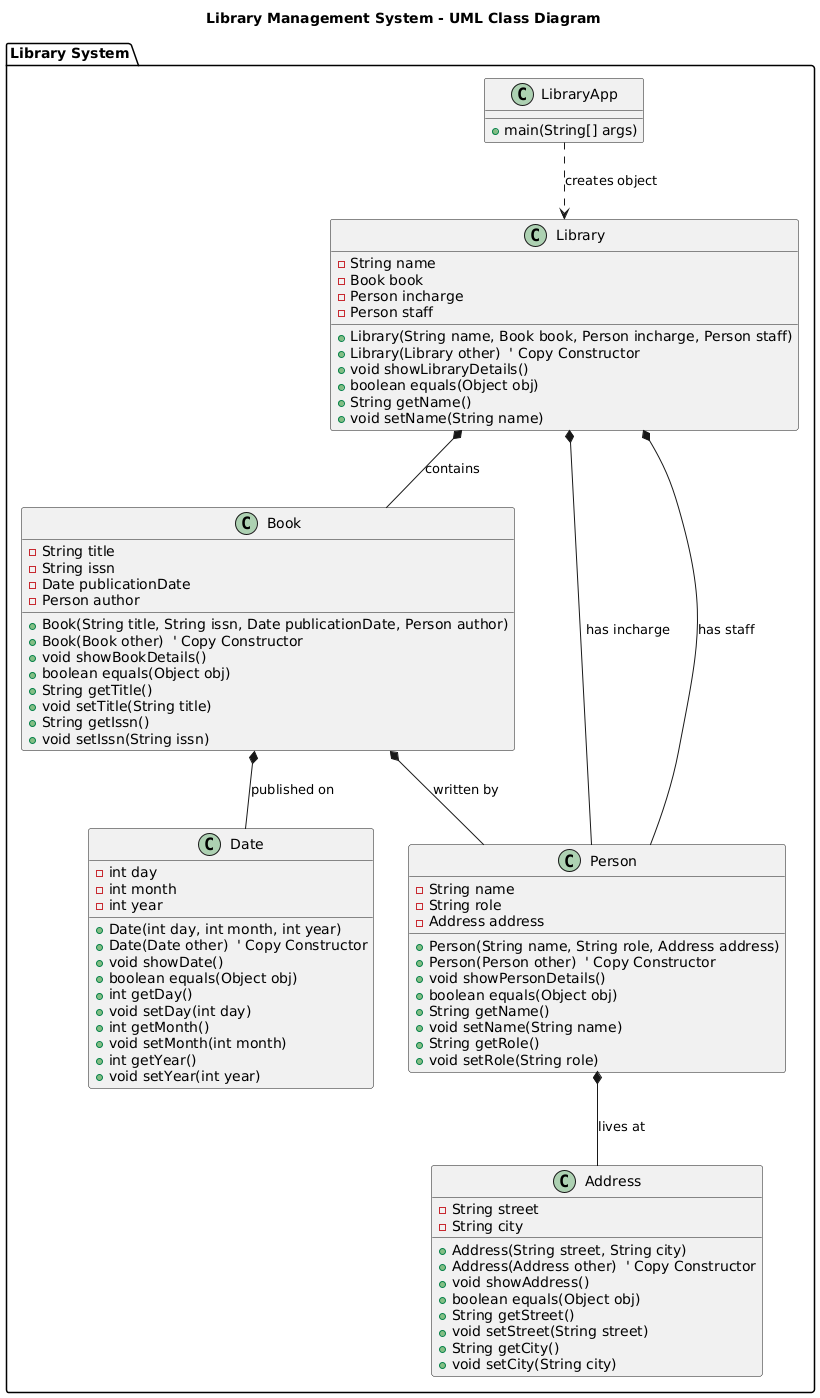 Library Management System - UML Class Diagram
Library System
C LibraryApp
main(String[] args)
creates object
C Library
String name
Book book
Person incharge
Person staff
Library(String name, Book book, Person incharge, Person staff)
Library(Library other)  ' Copy Constructor
void showLibraryDetails()
boolean equals(Object obj)
String getName()
void setName(String name)
contains
has incharge
has staff
C Book
String title
String issn
Date publicationDate
Person author
Book(String title, String issn, Date publicationDate, Person author)
Book(Book other)  ' Copy Constructor
void showBookDetails()
boolean equals(Object obj)
String getTitle()
void setTitle(String title)
String getIssn()
void setIssn(String issn)
published on
written by
C Date
int day
int month
int year
Date(int day, int month, int year)
Date(Date other)  ' Copy Constructor
void showDate()
boolean equals(Object obj)
int getDay()
void setDay(int day)
int getMonth()
void setMonth(int month)
int getYear()
void setYear(int year)
C Person
String name
String role
Address address
Person(String name, String role, Address address)
Person(Person other)  ' Copy Constructor
void showPersonDetails()
boolean equals(Object obj)
String getName()
void setName(String name)
String getRole()
void setRole(String role)
lives at
C Address
String street
String city
Address(String street, String city)
Address(Address other)  ' Copy Constructor
void showAddress()
boolean equals(Object obj)
String getStreet()
void setStreet(String street)
String getCity()
void setCity(String city)